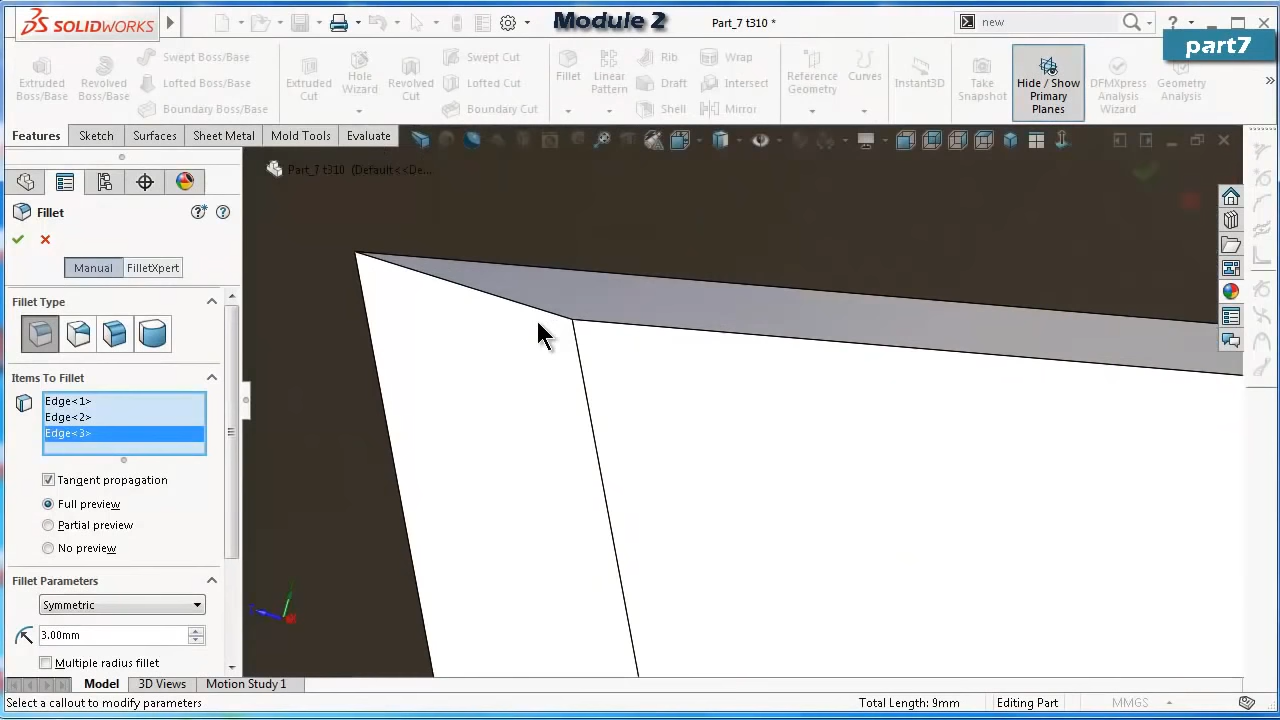 SOLIDWORKS
Module 2
Part_7 t310 *
new
part7
Extruded Boss/Base
Revolved Boss/Base
Swept Boss/Base
Lofted Boss/Base
Boundary Boss/Base
Extruded Cut
Hole Wizard
Revolved Cut
Swept Cut
Lofted Cut
Boundary Cut
Fillet
Linear Pattern
Rib
Draft
Shell
Wrap
Intersect
Mirror
Reference Geometry
Curves
Instant3D
Take Snapshot
Hide / Show Primary Planes
DFMXpress Analysis Wizard
Geometry Analysis
Features
Sketch
Surfaces
Sheet Metal
Mold Tools
Evaluate
Part_7 t310 (Default<<De...
Fillet
Manual
FilletXpert
Fillet Type
Items To Fillet
Edge<1>
Edge<2>
Edge<3>
Tangent propagation
Full preview
Partial preview
No preview
Fillet Parameters
Symmetric
3.00mm
Multiple radius fillet
Model
3D Views
Motion Study 1
Select a callout to modify parameters
Total Length: 9mm
Editing Part
MMGS